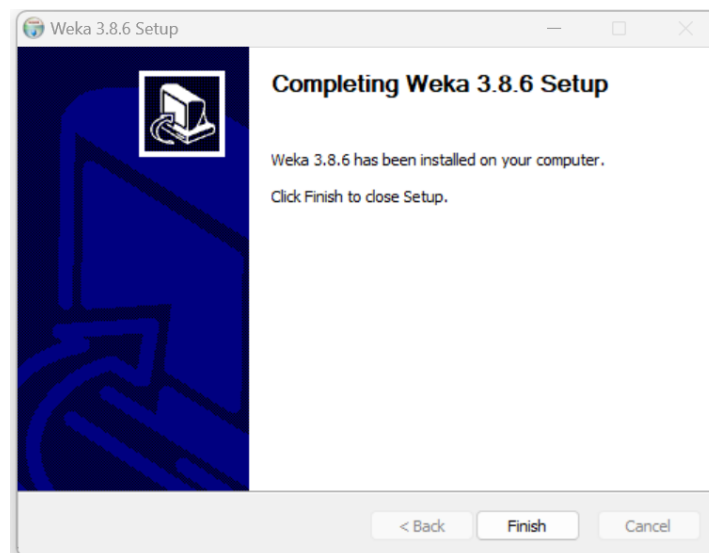 Weka 3.8.6 Setup
Completing Weka 3.8.6 Setup
Weka 3.8.6 has been installed on your computer.
Click Finish to close Setup.
< Back Finish Cancel